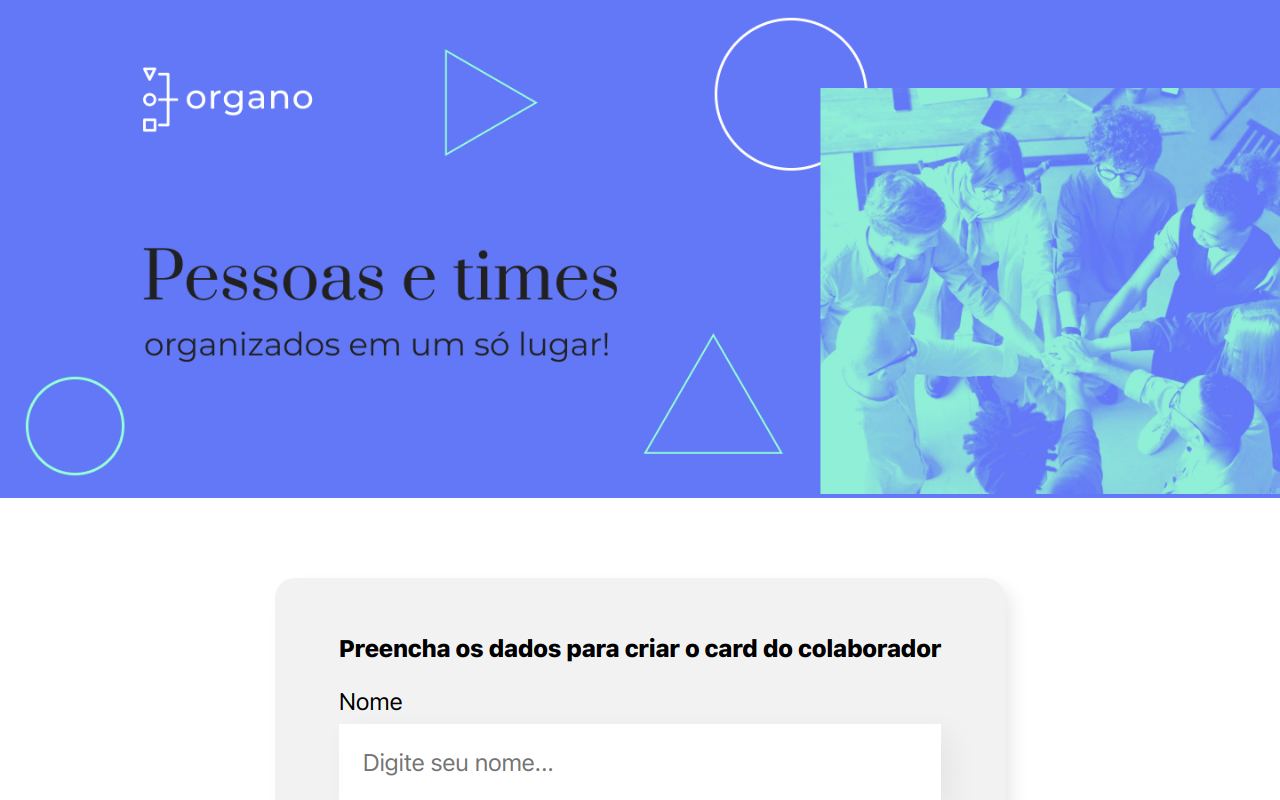 organo
Pessoas e times
organizados em um só lugar!
Preencha os dados para criar o card do colaborador
Nome
Digite seu nome...